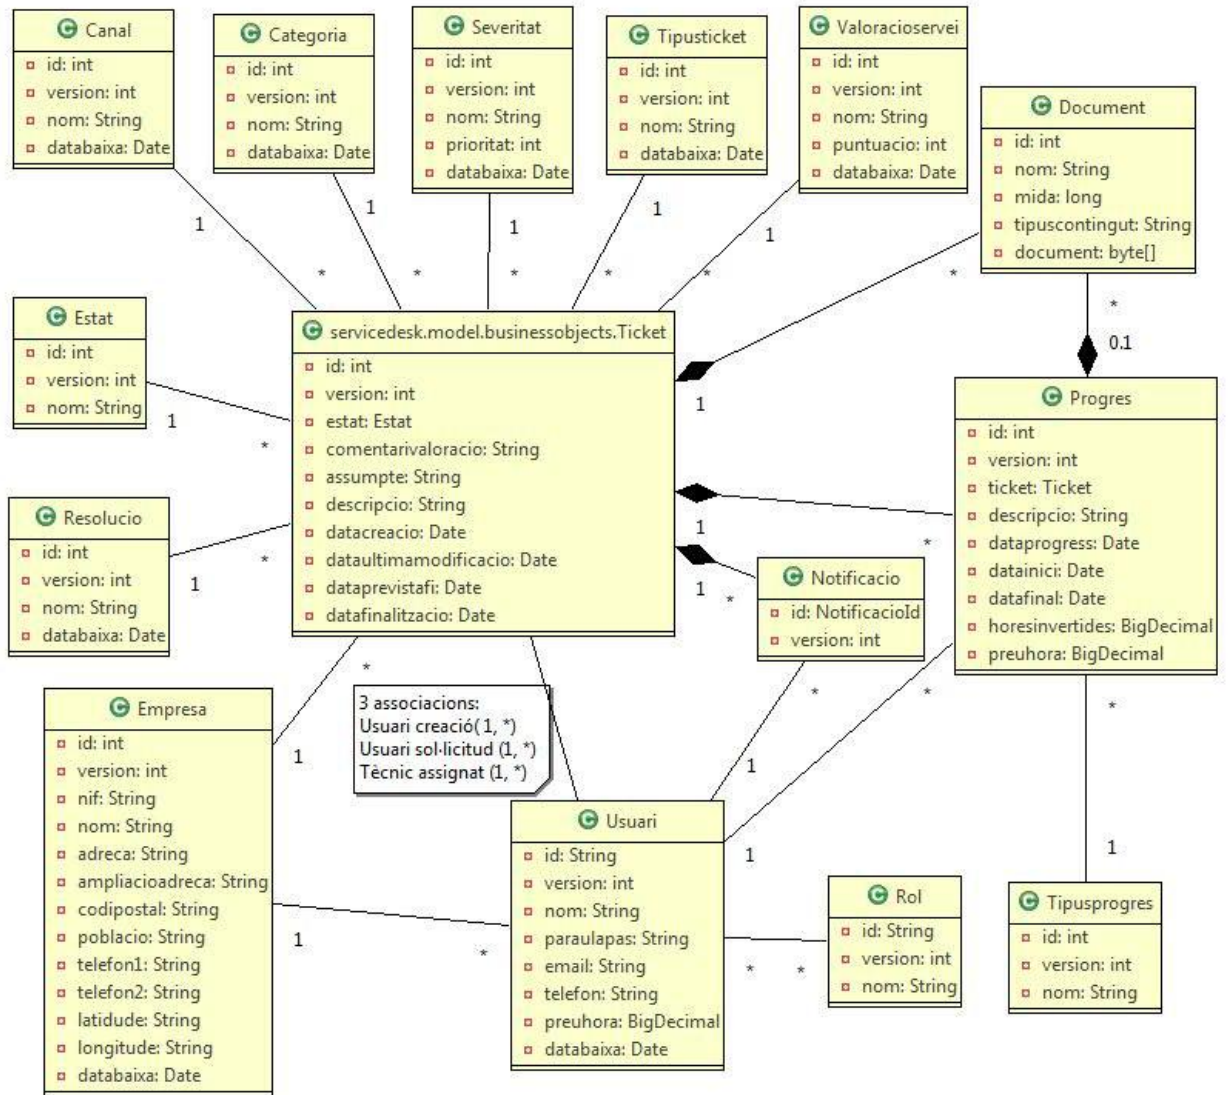 Canal
id: int
version: int
nom: String
databaixa: Date
Categoria
id: int
version: int
nom: String
databaixa: Date
Severitat
id: int
version: int
nom: String
prioritat: int
databaixa: Date
Tipusticket
id: int
version: int
nom: String
databaixa: Date
Valoracioservei
id: int
version: int
nom: String
puntuacio: int
databaixa: Date
Document
id: int
nom: String
mida: long
tipuscontingut: String
document: byte[]
1
1
1
1
1
*
*
*
*
*
*
*
0.1
Estat
id: int
version: int
nom: String
1
*
servicedesk.model.businessobjects.Ticket
id: int
version: int
estat: Estat
comentarivaloracio: String
assumpte: String
descripcio: String
datacreacio: Date
dataultimamodificacio: Date
dataprevistafi: Date
datafinalitzacio: Date
1
1
*
1
*
Progres
id: int
version: int
ticket: Ticket
descripcio: String
dataprogress: Date
datainici: Date
datafinal: Date
horesinvertides: BigDecimal
preuhora: BigDecimal
Resolucio
id: int
version: int
nom: String
databaixa: Date
1
*
Notificacio
id: NotificacioId
version: int
*
*
*
*
3 associacions:
Usuari creació( 1, *)
Usuari sol·licitud (1, *)
Tècnic assignat (1, *)
Empresa
id: int
version: int
nif: String
nom: String
adreca: String
ampliacioadreca: String
codipostal: String
poblacio: String
telefon1: String
telefon2: String
latidude: String
longitude: String
databaixa: Date
1
1
*
1
1
1
Usuari
id: String
version: int
nom: String
paraulapas: String
email: String
telefon: String
preuhora: BigDecimal
databaixa: Date
*
*
Rol
id: String
version: int
nom: String
Tipusprogres
id: int
version: int
nom: String